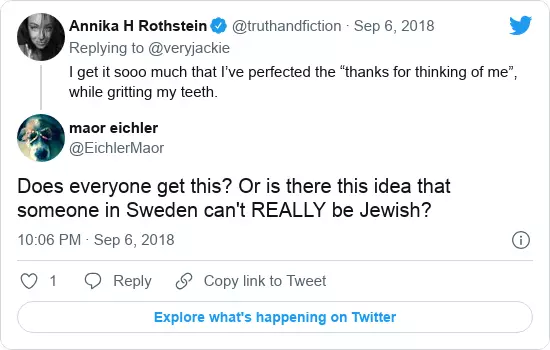 Annika H Rothstein @truthandfiction · Sep 6, 2018
Replying to @veryjackie
I get it sooo much that I’ve perfected the “thanks for thinking of me”,
while gritting my teeth.
maor eichler
@EichlerMaor
Does everyone get this? Or is there this idea that
someone in Sweden can't REALLY be Jewish?
10:06 PM · Sep 6, 2018
1 Reply Copy link to Tweet
Explore what's happening on Twitter